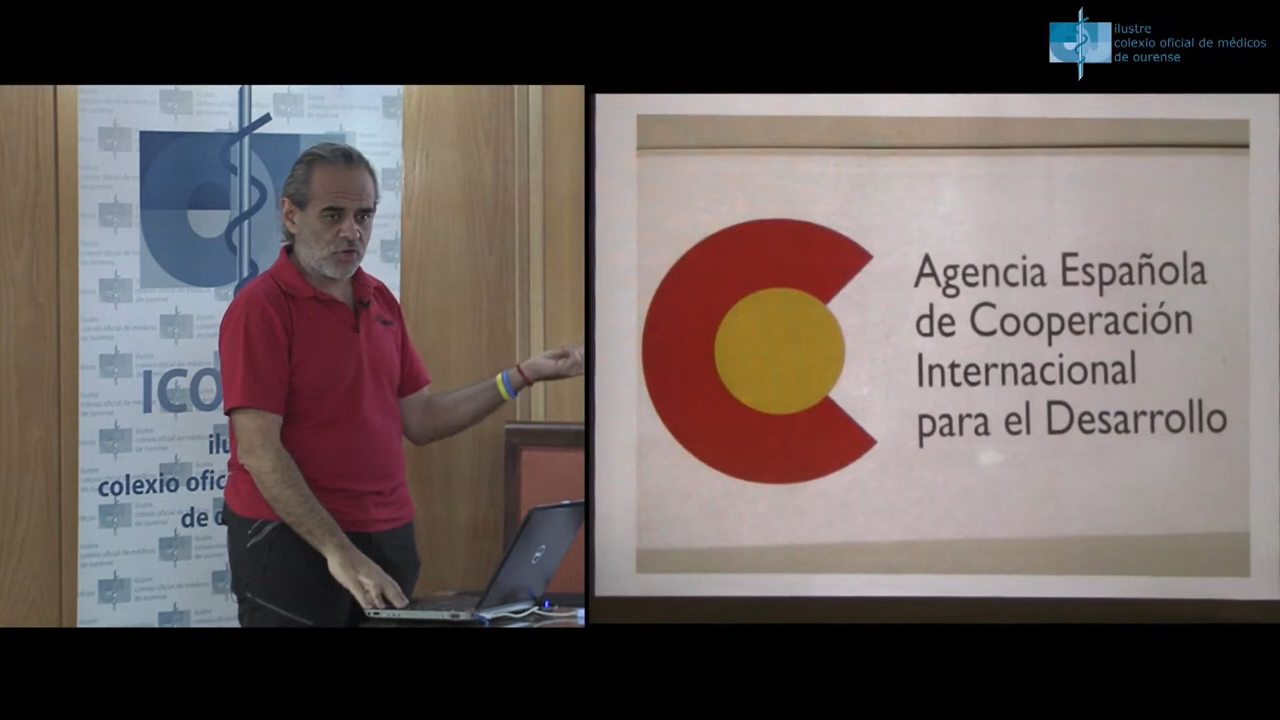 ilustre
colexio oficial de médicos
de ourense
ICO
ilu
colexio ofic
de o
Agencia Española
de Cooperación
Internacional
para el Desarrollo